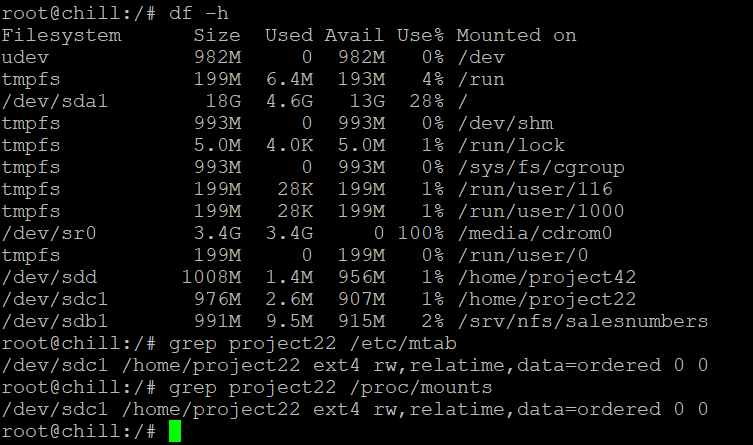 root@chill:/# df -h
Filesystem      Size  Used Avail Use% Mounted on
udev            982M     0  982M   0% /dev
tmpfs           199M  6.4M  193M   4% /run
/dev/sda1        18G  4.6G   13G  28% /
tmpfs           993M     0  993M   0% /dev/shm
tmpfs           5.0M  4.0K  5.0M   1% /run/lock
tmpfs           993M     0  993M   0% /sys/fs/cgroup
tmpfs           199M   28K  199M   1% /run/user/116
tmpfs           199M   28K  199M   1% /run/user/1000
/dev/sr0        3.4G  3.4G     0 100% /media/cdrom0
tmpfs           199M     0  199M   0% /run/user/0
/dev/sdd       1008M  1.4M  956M   1% /home/project42
/dev/sdc1       976M  2.6M  907M   1% /home/project22
/dev/sdb1       991M  9.5M  915M   2% /srv/nfs/salesnumbers
root@chill:/# grep project22 /etc/mtab
/dev/sdc1 /home/project22 ext4 rw,relatime,data=ordered 0 0
root@chill:/# grep project22 /proc/mounts
/dev/sdc1 /home/project22 ext4 rw,relatime,data=ordered 0 0
root@chill:/#